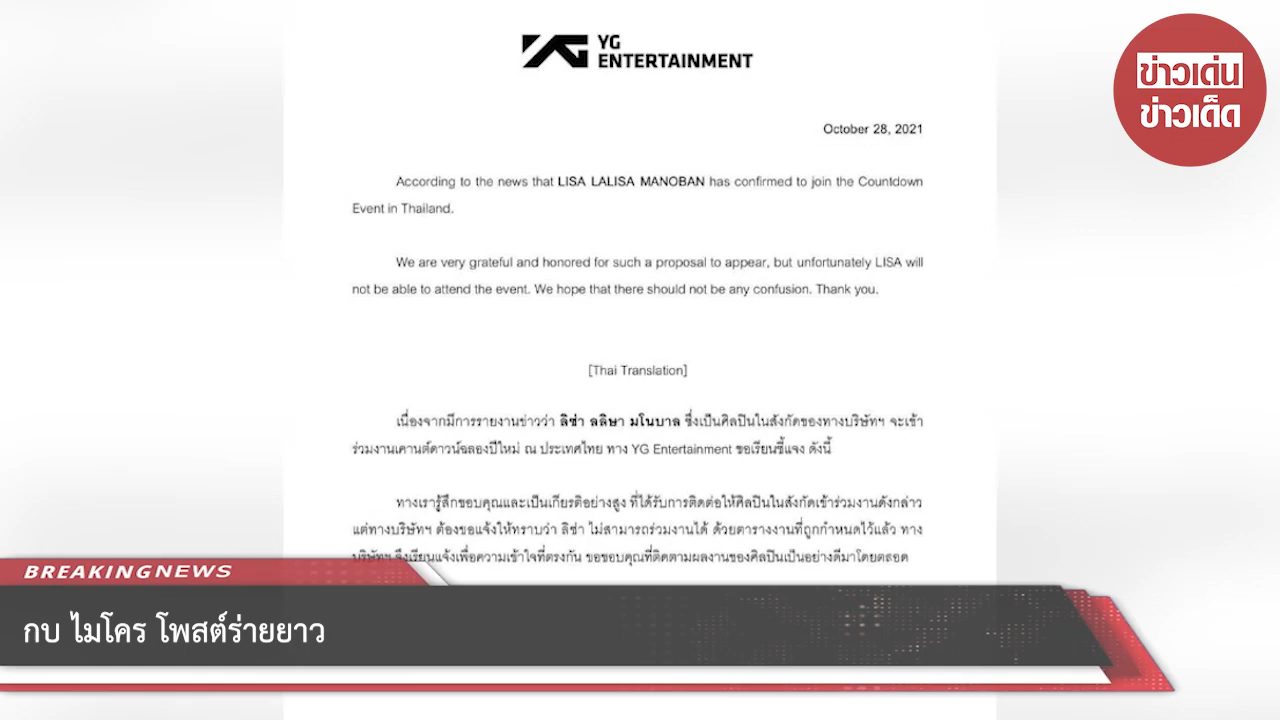 YG
ENTERTAINMENT
ข่าวเด่น
ข่าวเด็ด
October 28, 2021
According to the news that LISA LALISA MANOBAN has confirmed to join the Countdown
Event in Thailand.
We are very grateful and honored for such a proposal to appear, but unfortunately LISA will
not be able to attend the event. We hope that there should not be any confusion. Thank you.
[Thai Translation]
เนื่องจากมีการรายงานข่าวว่า ลิซ่า ลลิษา มโนบาล ซึ่งเป็นศิลปินในสังกัดของทางบริษัทฯ จะเข้า
ร่วมงานเคานต์ดาวน์ฉลองปีใหม่ ณ ประเทศไทย ทาง YG Entertainment ขอเรียนชี้แจง ดังนี้
ทางเรารู้สึกขอบคุณและเป็นเกียรติอย่างสูง ที่ได้รับการติดต่อให้ศิลปินในสังกัดเข้าร่วมงานดังกล่าว
แต่ทางบริษัทฯ ต้องขอแจ้งให้ทราบว่า ลิซ่า ไม่สามารถร่วมงานได้ ด้วยตารางงานที่ถูกกำหนดไว้แล้ว ทาง
บริษัทฯ จึงเรียนแจ้งเพื่อความเข้าใจที่ตรงกัน ขอขอบคุณที่ติดตามผลงานของศิลปินเป็นอย่างดีมาโดยตลอด
BREAKING NEWS
กบ ไมโคร โพสต์ร่ายยาว